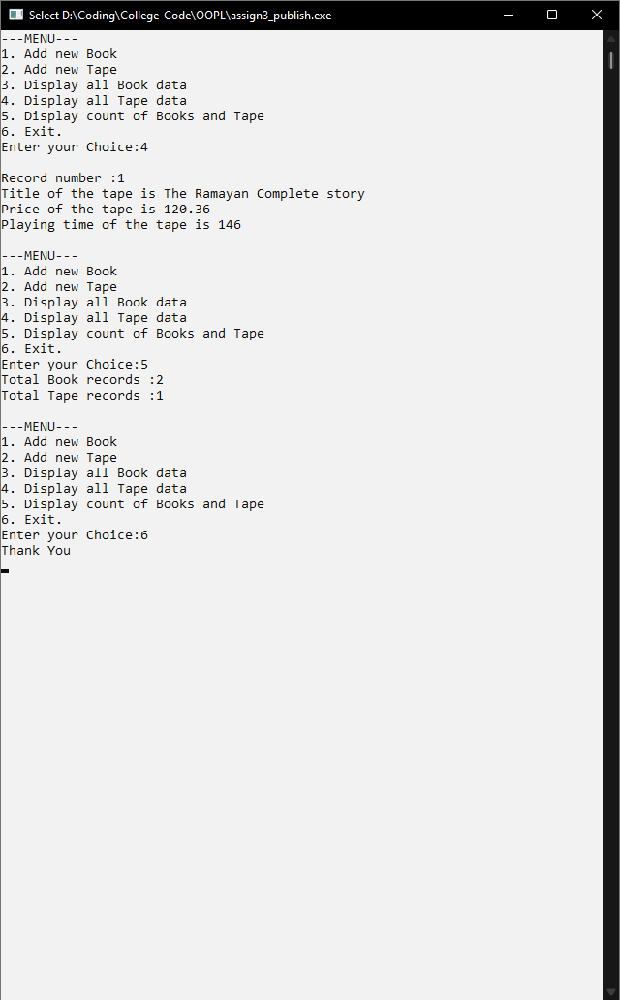 Select D:\Coding\College-Code\OOPL\assign3_publish.exe
---MENU---
1. Add new Book
2. Add new Tape
3. Display all Book data
4. Display all Tape data
5. Display count of Books and Tape
6. Exit.
Enter your Choice:4

Record number :1
Title of the tape is The Ramayan Complete story
Price of the tape is 120.36
Playing time of the tape is 146

---MENU---
1. Add new Book
2. Add new Tape
3. Display all Book data
4. Display all Tape data
5. Display count of Books and Tape
6. Exit.
Enter your Choice:5
Total Book records :2
Total Tape records :1

---MENU---
1. Add new Book
2. Add new Tape
3. Display all Book data
4. Display all Tape data
5. Display count of Books and Tape
6. Exit.
Enter your Choice:6
Thank You